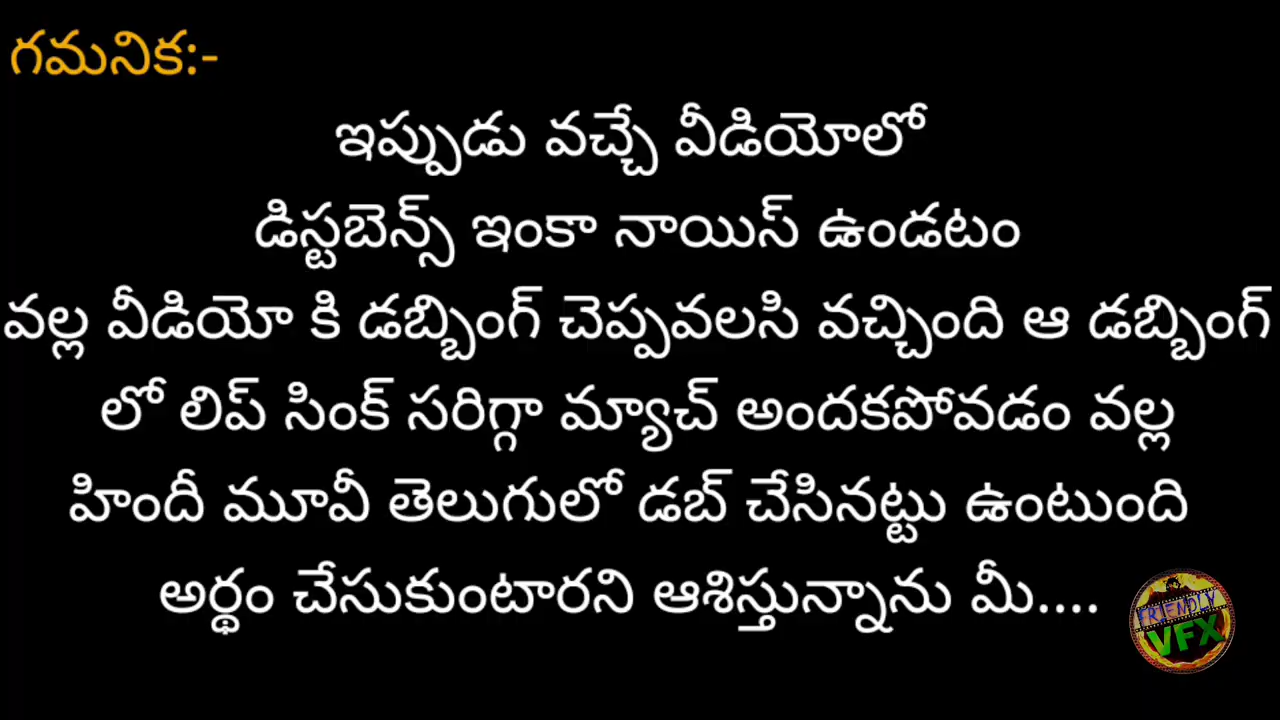 గమనిక:-
ఇప్పుడు వచ్చే వీడియోలో
డిస్టబెన్స్ ఇంకా నాయిస్ ఉండటం
వల్ల వీడియో కి డబ్బింగ్ చెప్పవలసి వచ్చింది ఆ డబ్బింగ్
లో లిప్ సింక్ సరిగ్గా మ్యాచ్ అందకపోవడం వల్ల
హిందీ మూవీ తెలుగులో డబ్ చేసినట్టు ఉంటుంది
అర్థం చేసుకుంటారని ఆశిస్తున్నాను మీ....
FRIENDLY
VFX